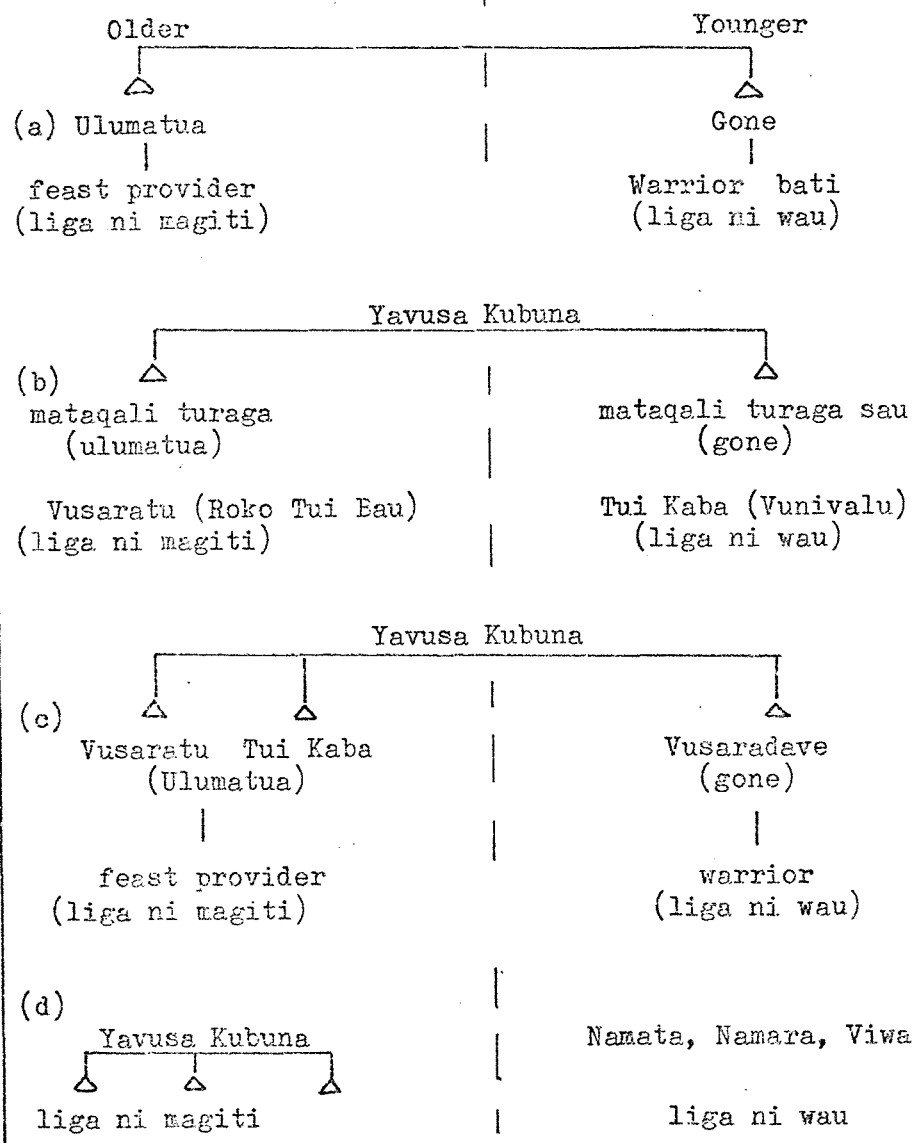 Older Younger
(a) Ulumatua Gone
feast provider Warrior bati
(liga ni magiti) (liga ni wau)
Yavusa Kubuna
(b)
mataqali turaga mataqali turaga sau
(ulumatua) (gone)
Vusaratu (Roko Tui Bau) Tui Kaba (Vunivalu)
(liga ni magiti) (liga ni wau)
Yavusa Kubuna
(c)
Vusaratu Tui Kaba Vusaradave
(Ulumatua) (gone)
feast provider warrior
(liga ni magiti) (liga ni wau)
(d)
Yavusa Kubuna Namata, Namara, Viwa
liga ni magiti liga ni wau